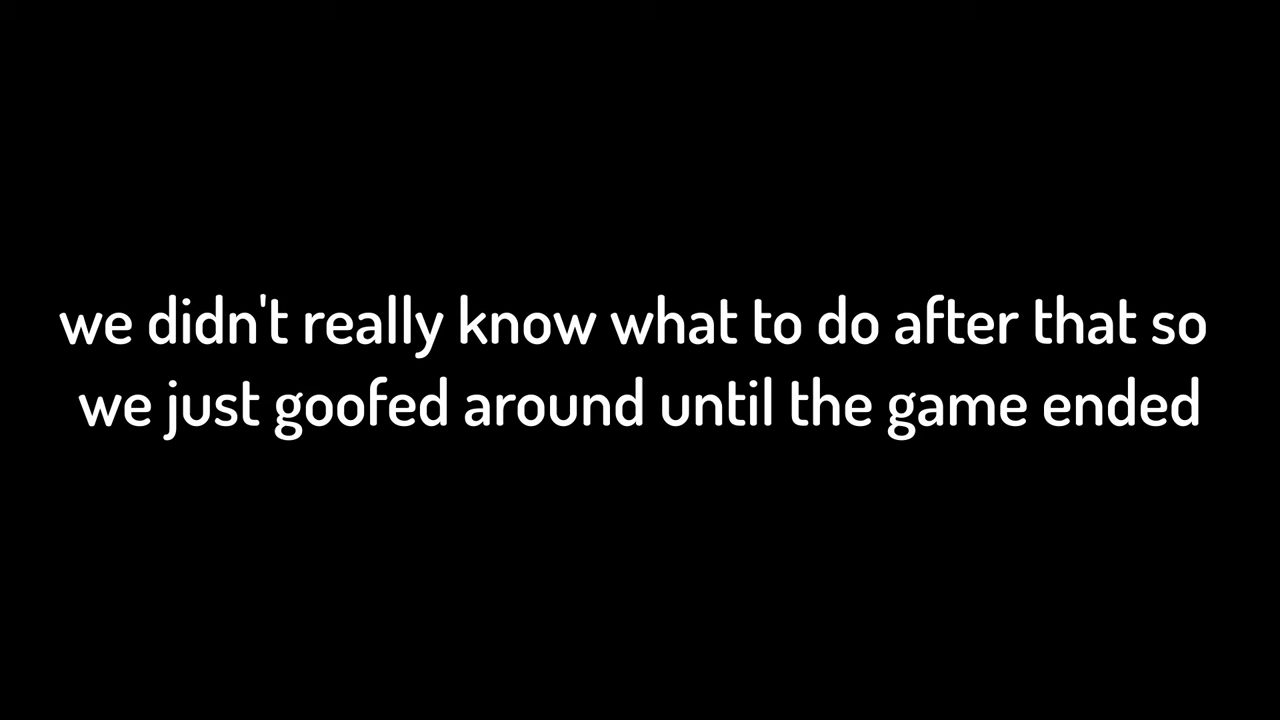 we didn't really know what to do after that so
we just goofed around until the game ended